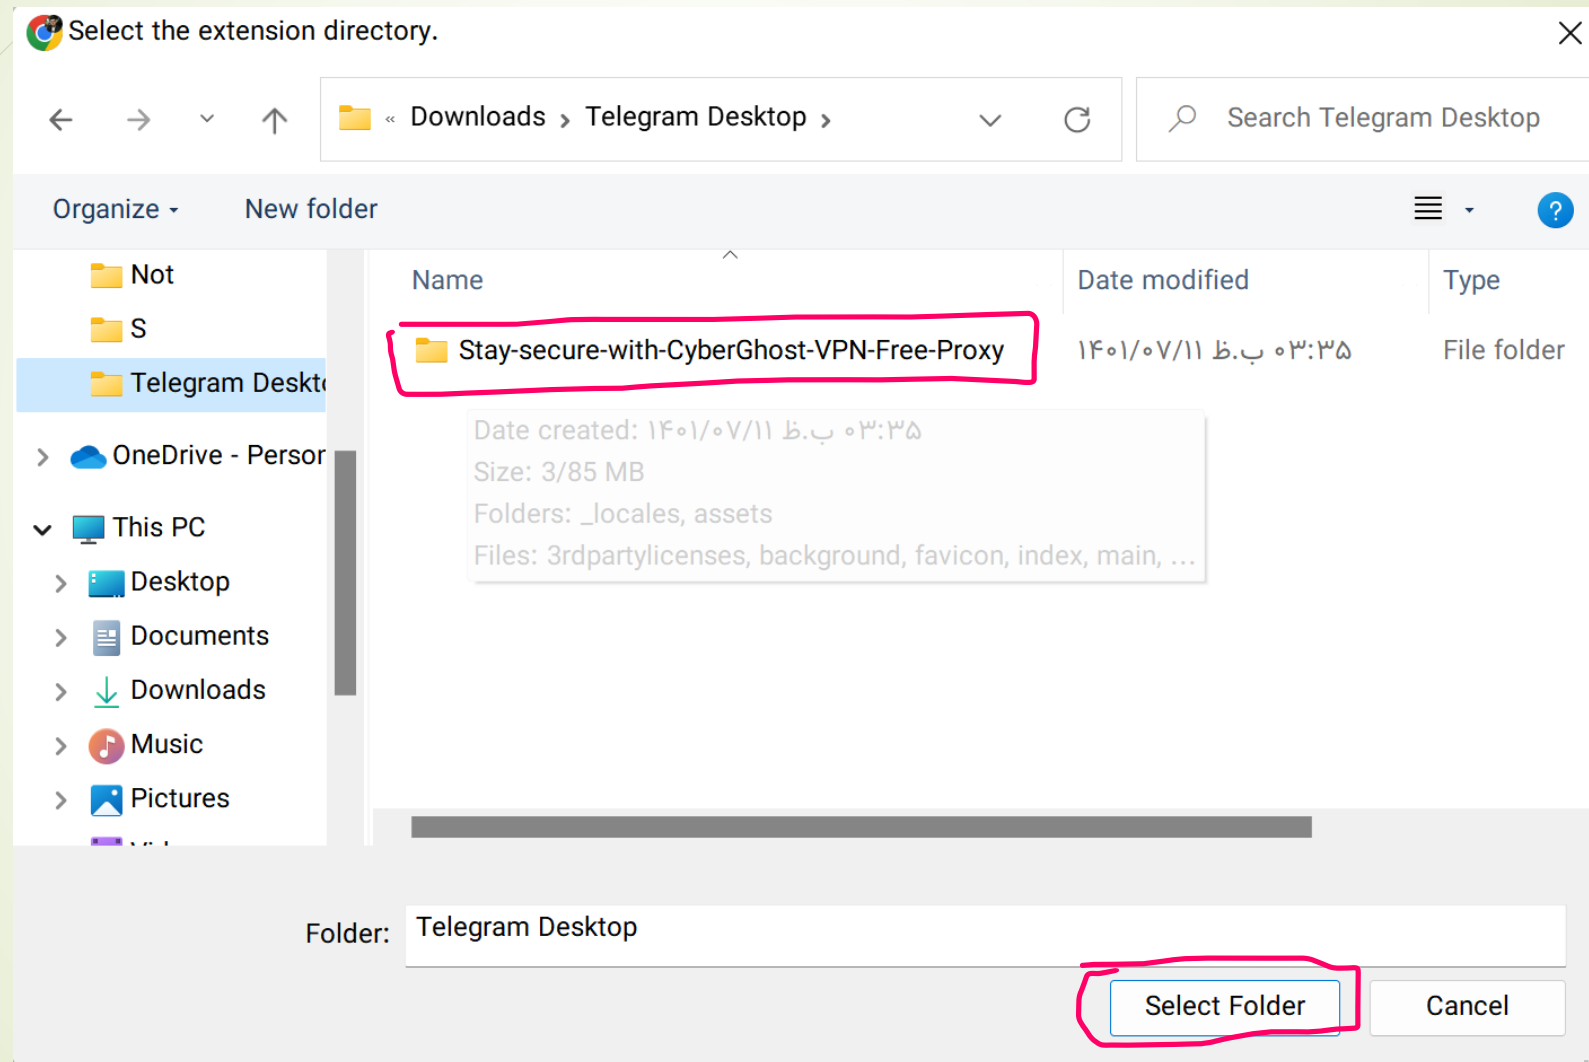 Select the extension directory.
« Downloads › Telegram Desktop ›
Search Telegram Desktop
Organize
New folder
?
Not
S
Telegram Deskto
OneDrive - Person
This PC
Desktop
Documents
Downloads
Music
Pictures
Name
Date modified
Type
Stay-secure-with-CyberGhost-VPN-Free-Proxy
۱۴۰۱/۰۷/۱۱ ب.ظ ۰۳:۳۵
File folder
Date created: ۱۴۰۱/۰۷/۱۱ ب.ظ ۰۳:۳۵
Size: 3/85 MB
Folders: _locales, assets
Files: 3rdpartylicenses, background, favicon, index, main, ...
Folder:
Telegram Desktop
Select Folder
Cancel